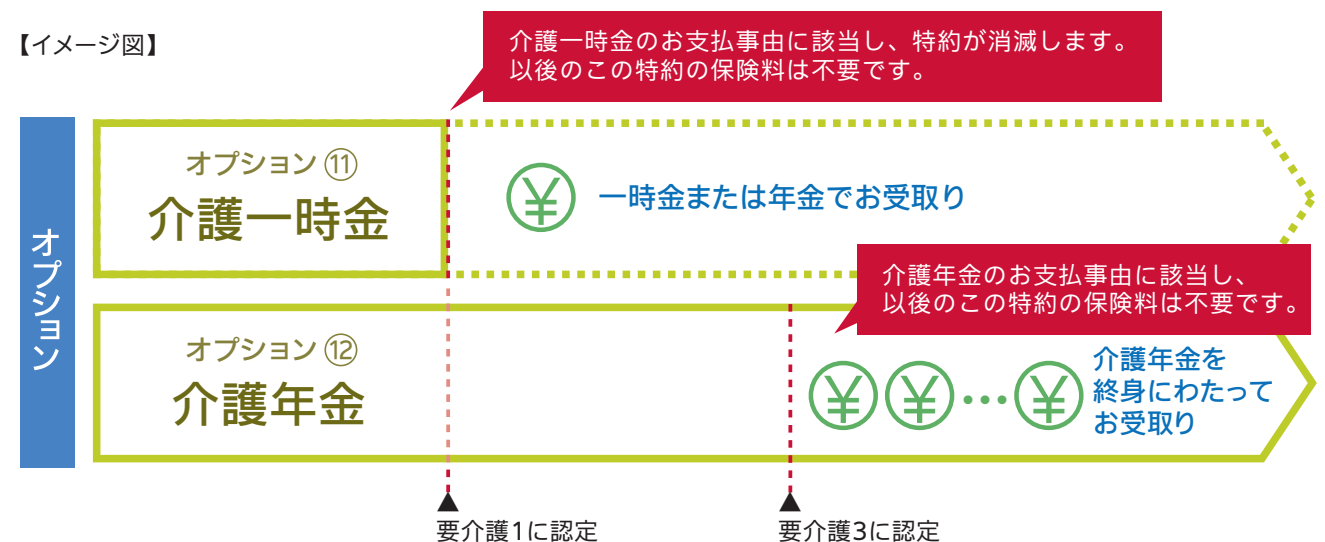 【イメージ図】
介護一時金のお支払事由に該当し、特約が消滅します。
以後のこの特約の保険料は不要です。
オプション
オプション⑪
介護一時金
¥
一時金または年金でお受取り
介護年金のお支払事由に該当し、
以後のこの特約の保険料は不要です。
オプション⑫
介護年金
¥¥…¥
介護年金を
終身にわたって
お受取り
要介護1に認定
要介護3に認定